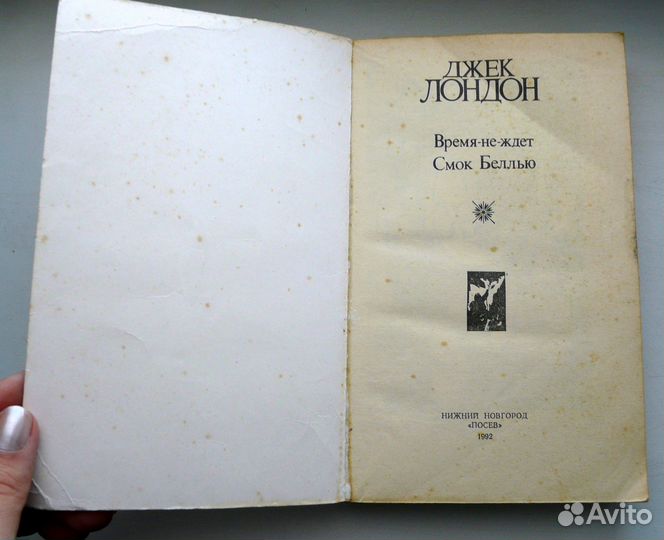 ДЖЕК
ЛОНДОН
Время-не-ждет
Смок Беллью
НИЖНИЙ НОВГОРОД
«ПОСЕВ»
1992
Avito